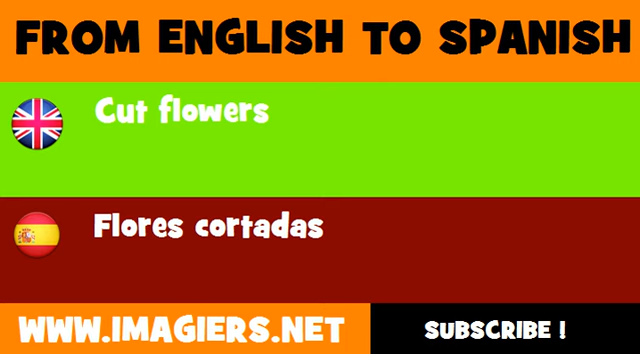 FROM ENGLISH TO SPANISH
Cut flowers
Flores cortadas
WWW.IMAGIERS.NET
SUBSCRIBE !